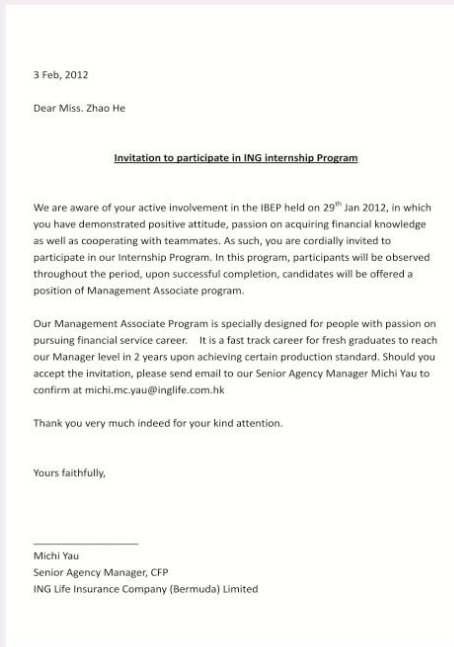 3 Feb, 2012
Dear Miss. Zhao He
Invitation to participate in ING internship Program
We are aware of your active involvement in the IBEP held on 29th Jan 2012, in which
you have demonstrated positive attitude, passion on acquiring financial knowledge
as well as cooperating with teammates. As such, you are cordially invited to
participate in our Internship Program. In this program, participants will be observed
throughout the period, upon successful completion, candidates will be offered a
position of Management Associate program.
Our Management Associate Program is specially designed for people with passion on
pursuing financial service career. It is a fast track career for fresh graduates to reach
our Manager level in 2 years upon achieving certain production standard. Should you
accept the invitation, please send email to our Senior Agency Manager Michi Yau to
confirm at michi.mc.yau@inglife.com.hk
Thank you very much indeed for your kind attention.
Yours faithfully,
Michi Yau
Senior Agency Manager, CFP
ING Life Insurance Company (Bermuda) Limited